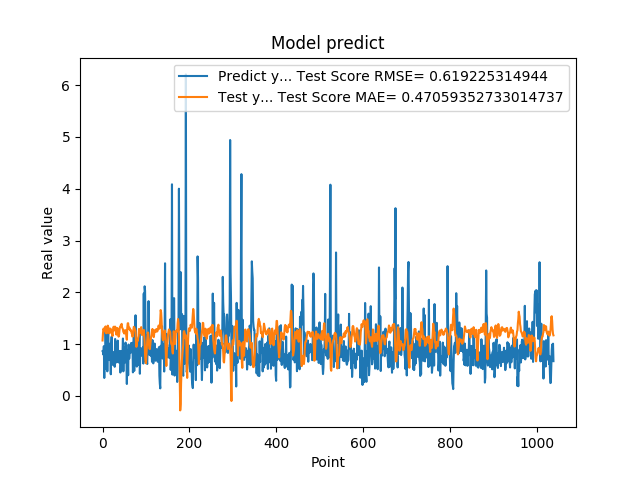 Model predict
Predict y... Test Score RMSE= 0.619225314944
Test y... Test Score MAE= 0.47059352733014737
Real value
6
5
4
3
2
1
0
0 200 400 600 800 1000
Point